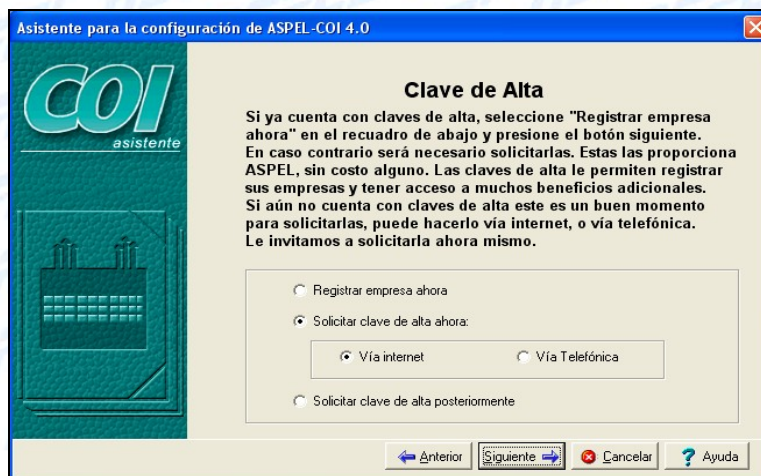 Asistente para la configuración de ASPEL-COI 4.0
COI
asistente
Clave de Alta
Si ya cuenta con claves de alta, seleccione "Registrar empresa
ahora" en el recuadro de abajo y presione el botón siguiente.
En caso contrario será necesario solicitarlas. Estas las proporciona
ASPEL, sin costo alguno. Las claves de alta le permiten registrar
sus empresas y tener acceso a muchos beneficios adicionales.
Si aún no cuenta con claves de alta este es un buen momento
para solicitarlas, puede hacerlo vía internet, o vía telefónica.
Le invitamos a solicitarla ahora mismo.
Registrar empresa ahora
Solicitar clave de alta ahora:
Vía internet Vía Telefónica
Solicitar clave de alta posteriormente
Anterior Siguiente Cancelar ? Ayuda